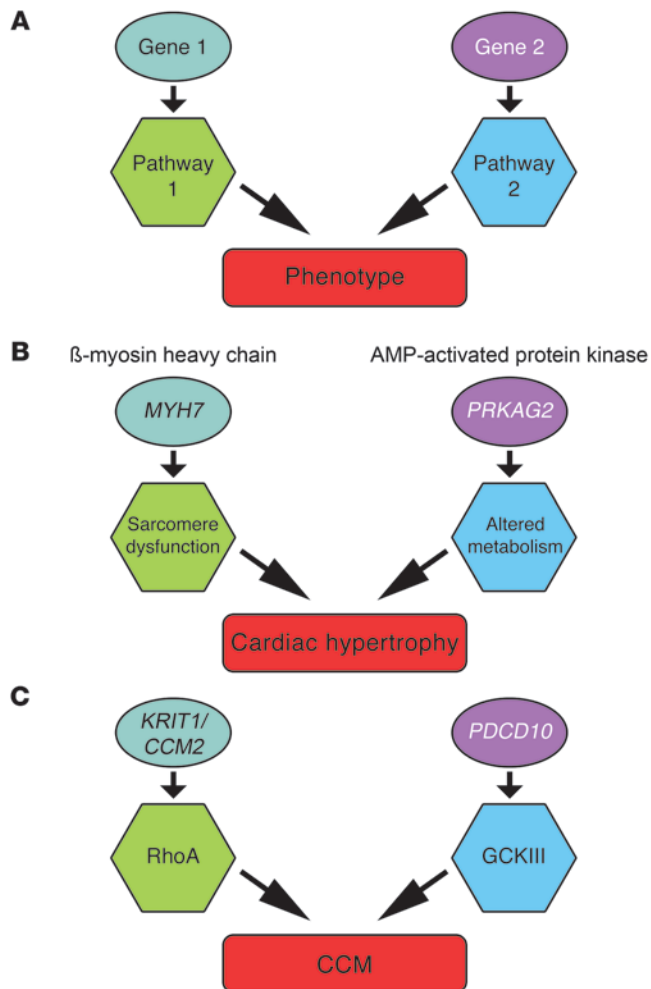 A
Gene 1
Gene 2
Pathway
1
Pathway
2
Phenotype
B
ß-myosin heavy chain
AMP-activated protein kinase
MYH7
PRKAG2
Sarcomere
dysfunction
Altered
metabolism
Cardiac hypertrophy
C
KRIT1/
CCM2
PDCD10
RhoA
GCKIII
CCM